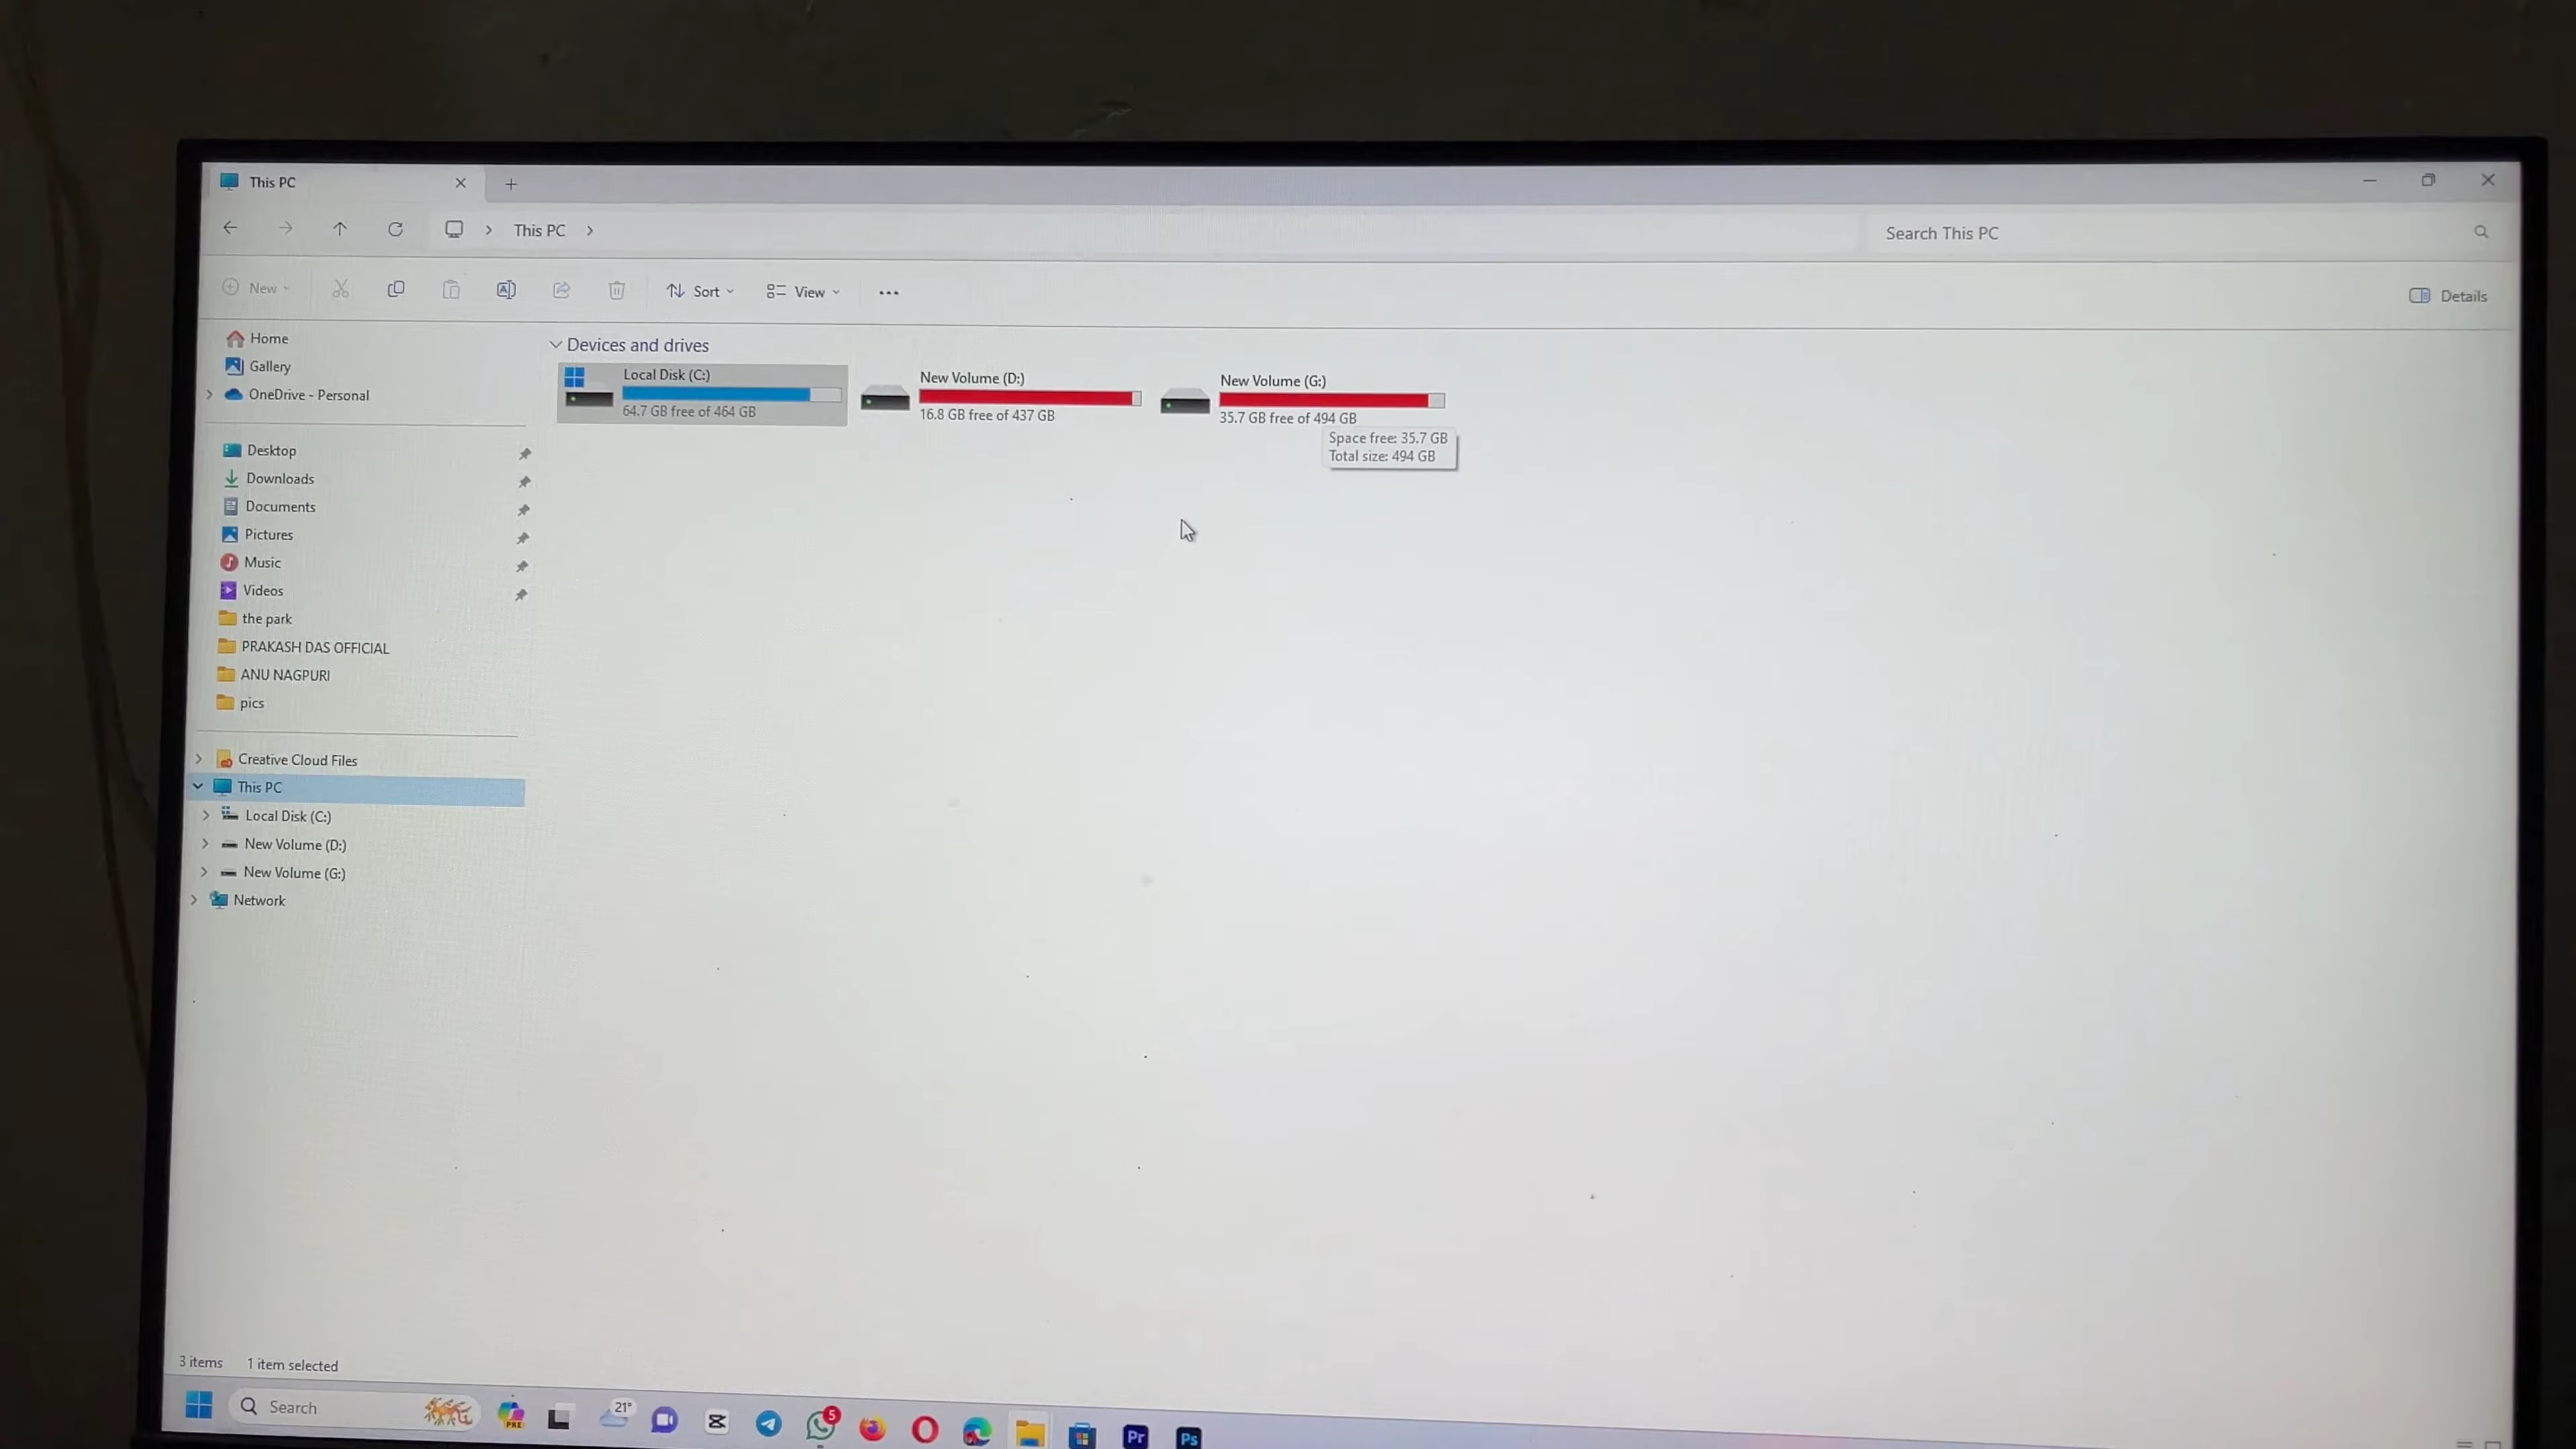 This PC
This PC
Search This PC
New
Sort
View
Details
Home
Gallery
OneDrive - Personal
Desktop
Downloads
Documents
Pictures
Music
Videos
the park
PRAKASH DAS OFFICIAL
ANU NAGPURI
pics
Creative Cloud Files
This PC
Local Disk (C:)
New Volume (D:)
New Volume (G:)
Network
Devices and drives
Local Disk (C:)
64.7 GB free of 464 GB
New Volume (D:)
16.8 GB free of 437 GB
New Volume (G:)
35.7 GB free of 494 GB
Space free: 35.7 GB
Total size: 494 GB
3 items 1 item selected
Search
PRE
21°
5
Pr
Ps